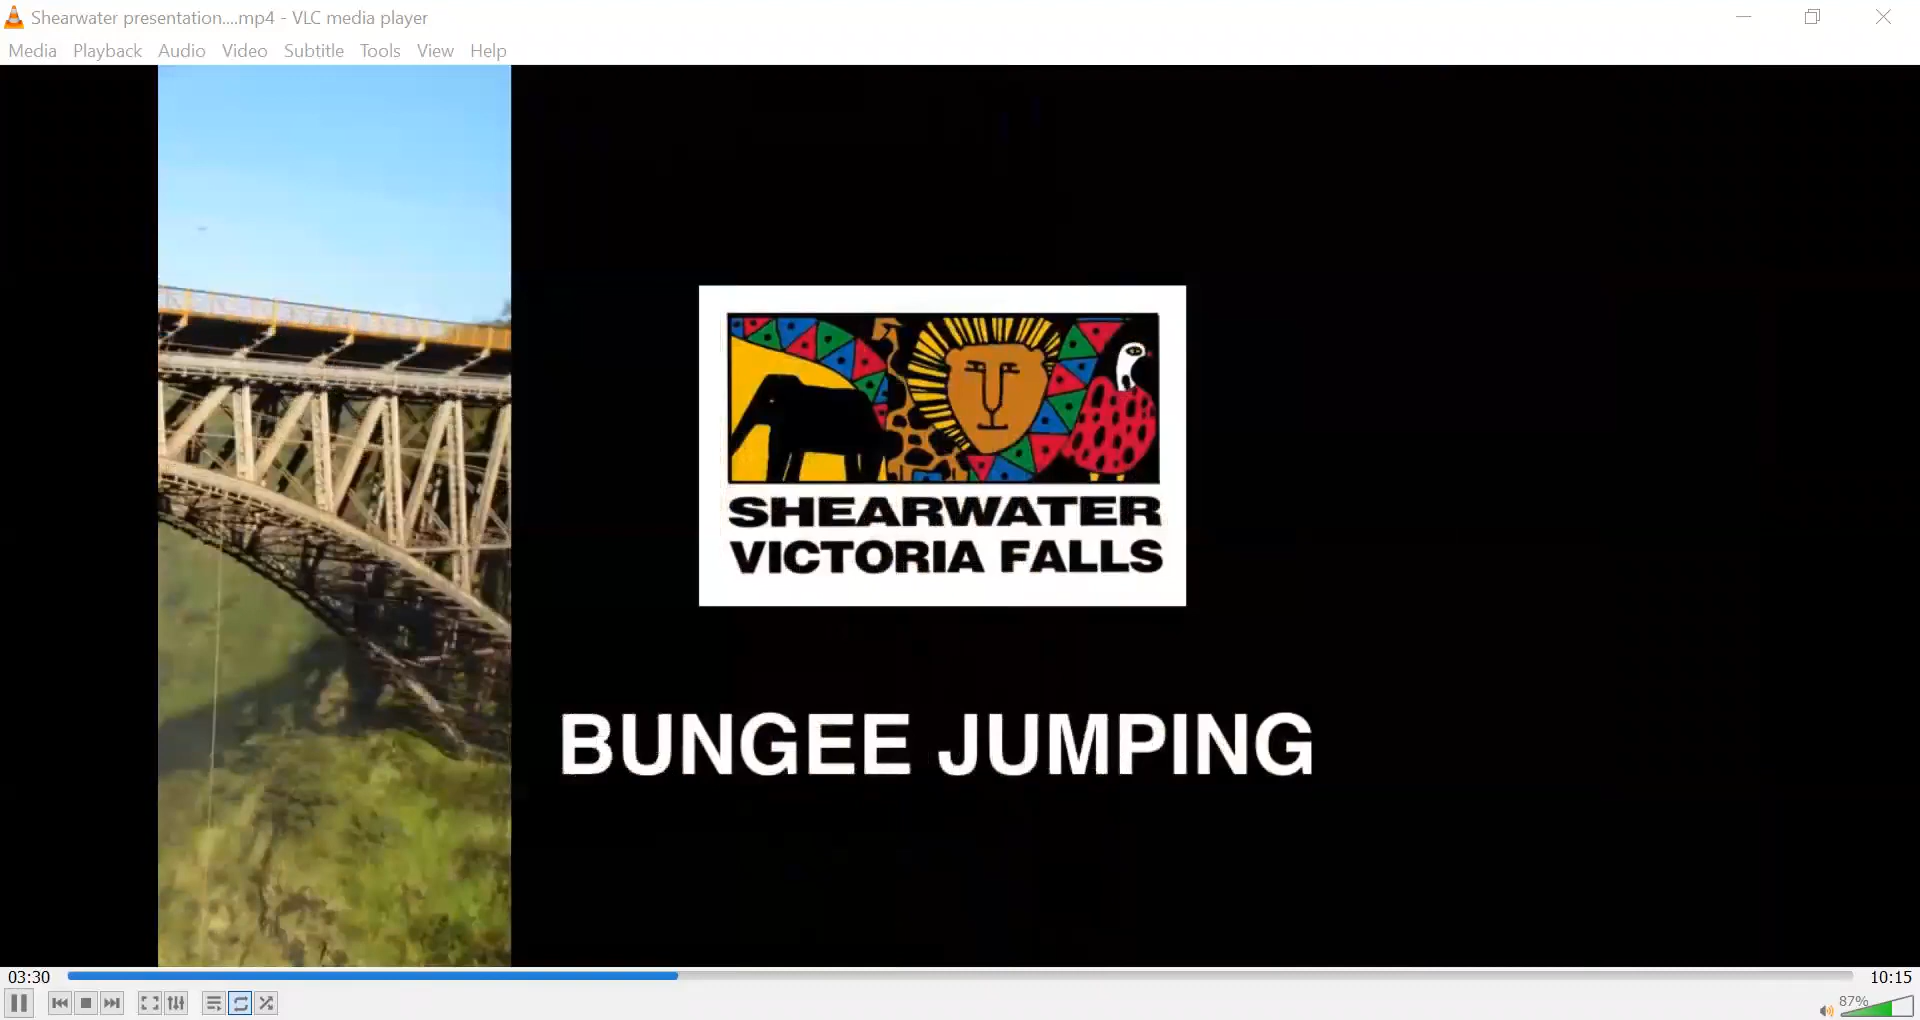 Shearwater presentation....mp4 - VLC media player
Media Playback Audio Video Subtitle Tools View Help
SHEARWATER
VICTORIA FALLS
BUNGEE JUMPING
03:30
10:15
87%